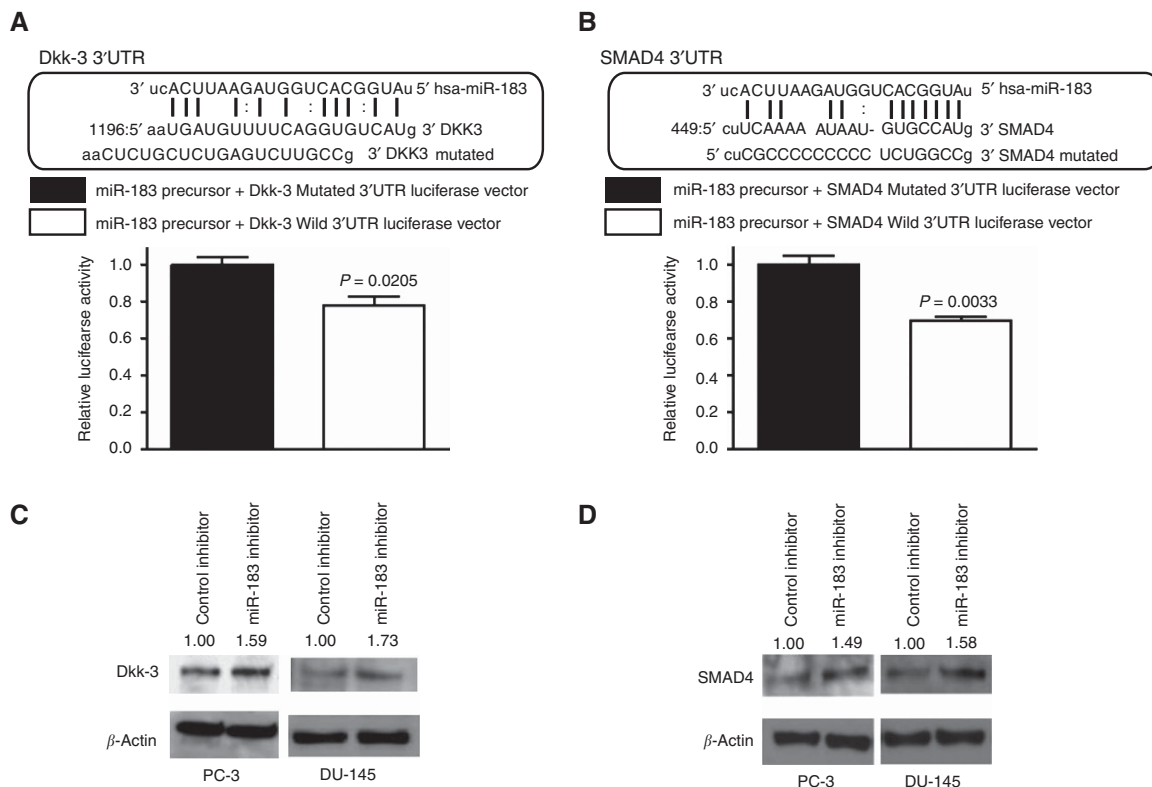 A
Dkk-3 3′UTR
3′ ucACUUAAGAUGGUCACGGUAu 5′ hsa-miR-183
1196:5′ aaUGAUGUUUUCAGGUGUCAUg 3′ DKK3
aaCUCUGCUCUGAGUCUUGCCg 3′ DKK3 mutated
miR-183 precursor + Dkk-3 Mutated 3′UTR luciferase vector
miR-183 precursor + Dkk-3 Wild 3′UTR luciferase vector
Relative lucifearse activity
1.0
0.8
0.6
0.4
0.2
0.0
P = 0.0205
B
SMAD4 3′UTR
3′ ucACUUAAGAUGGUCACGGUAu 5′ hsa-miR-183
449:5′ cuUCAAAA AUAAU- GUGCCAUg 3′ SMAD4
5′ cuCGCCCCCCCCC UCUGGCCg 3′ SMAD4 mutated
miR-183 precursor + SMAD4 Mutated 3′UTR luciferase vector
miR-183 precursor + SMAD4 Wild 3′UTR luciferase vector
Relative lucifearse activity
1.0
0.8
0.6
0.4
0.2
0.0
P = 0.0033
C
Control inhibitor
miR-183 inhibitor
Control inhibitor
miR-183 inhibitor
1.00 1.59 1.00 1.73
Dkk-3
β-Actin
PC-3 DU-145
D
Control inhibitor
miR-183 inhibitor
Control inhibitor
miR-183 inhibitor
1.00 1.49 1.00 1.58
SMAD4
β-Actin
PC-3 DU-145